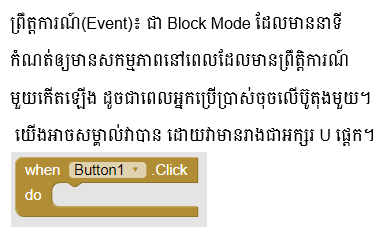 ព្រឹត្តការណ៍(Event)៖ ជា Block Mode ដែលមាននាទី
កំណត់ឲ្យមានសកម្មភាពនៅពេលដែលមានព្រឹត្តិការណ៍
មួយកើតឡើង ដូចជាពេលអ្នកប្រើប្រាស់ចុចលើប៊ូតុងមួយ។
យើងអាចសម្គាល់វាបាន ដោយវាមានរាងជាអក្សរ U ផ្តេក។
when Button1 .Click
do